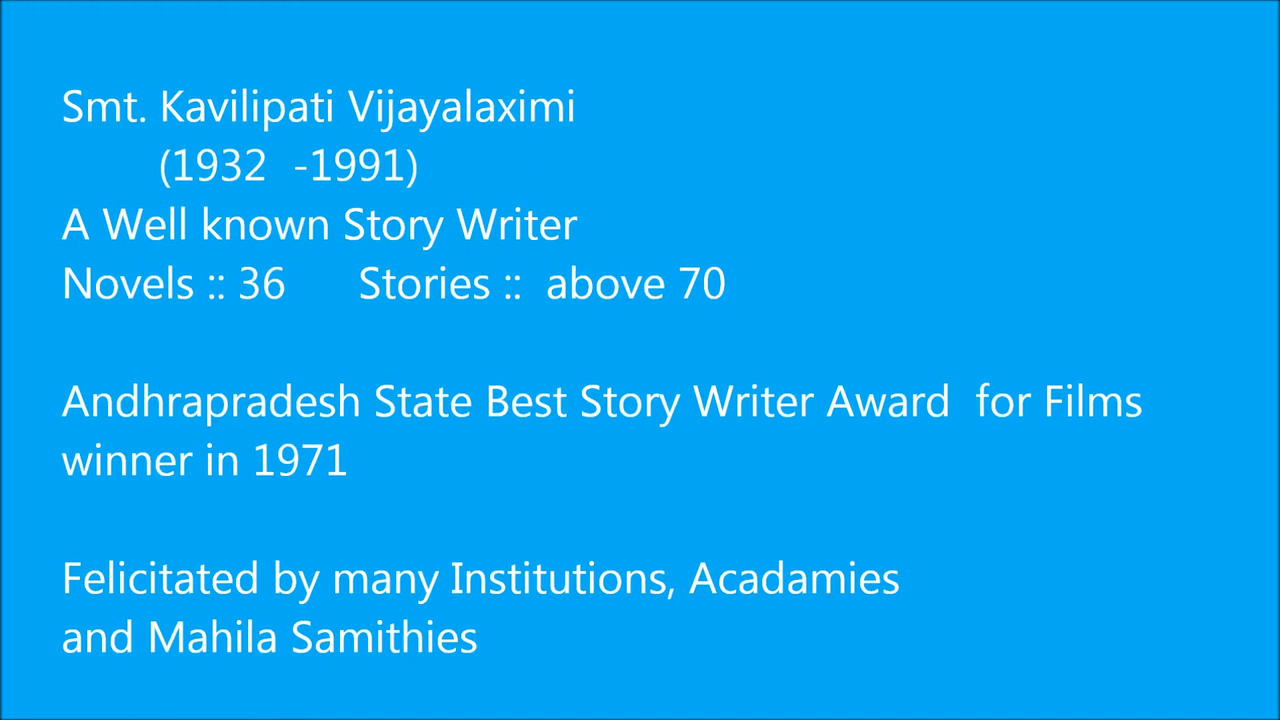 Smt. Kavilipati Vijayalaximi
(1932  -1991)
A Well known Story Writer
Novels :: 36      Stories ::  above 70
Andhrapradesh State Best Story Writer Award  for Films
winner in 1971
Felicitated by many Institutions, Acadamies
and Mahila Samithies